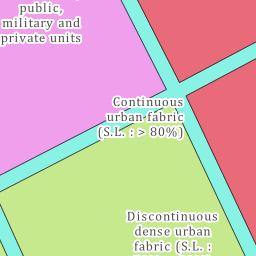 public,
military and
private units
Continuous
urban fabric
(S.L. : > 80%)
Discontinuous
dense urban
fabric (S.L. :